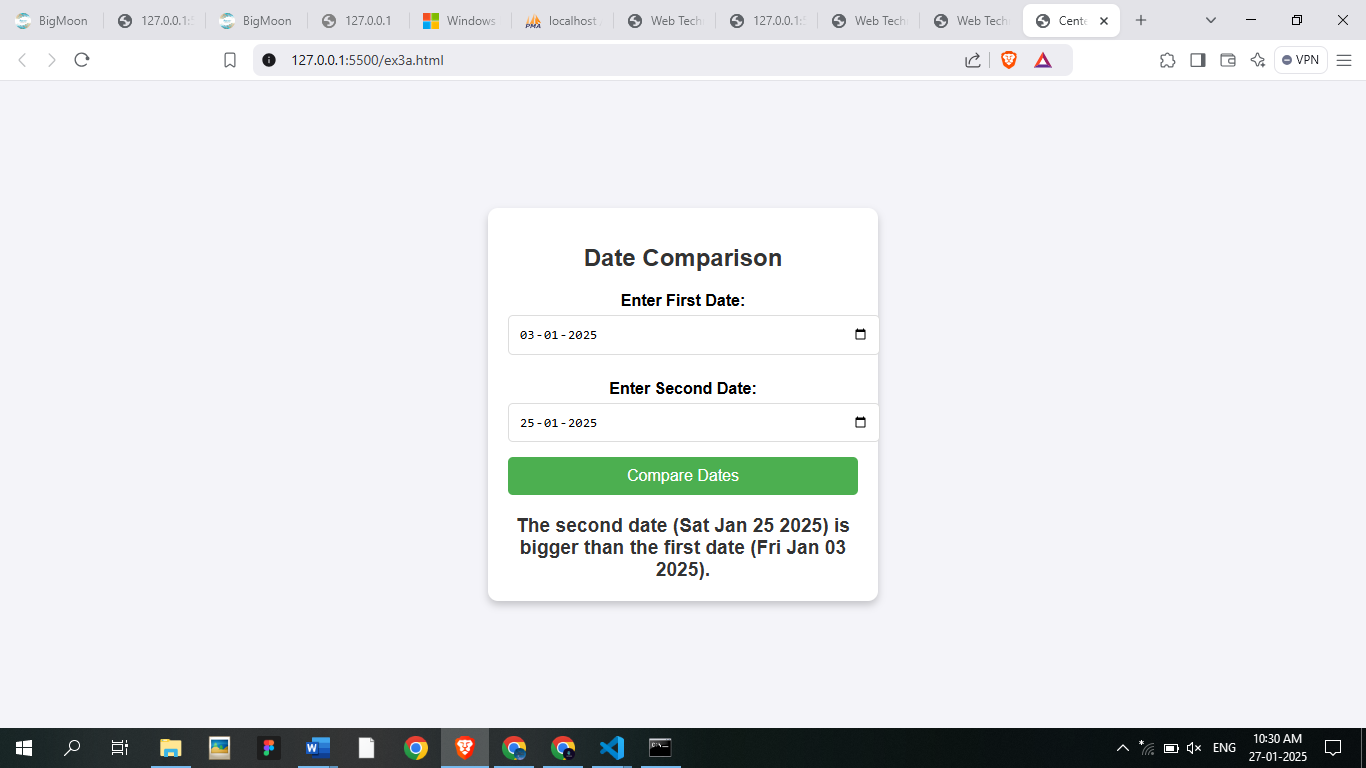 BigMoon
127.0.0.1:5
BigMoon
127.0.0.1
Windows
localhost
Web Tech
127.0.0.1:5
Web Tech
Web Tech
Cente
127.0.0.1:5500/ex3a.html
VPN
Date Comparison
Enter First Date:
03-01-2025
Enter Second Date:
25-01-2025
Compare Dates
The second date (Sat Jan 25 2025) is
bigger than the first date (Fri Jan 03
2025).
ENG
10:30 AM
27-01-2025